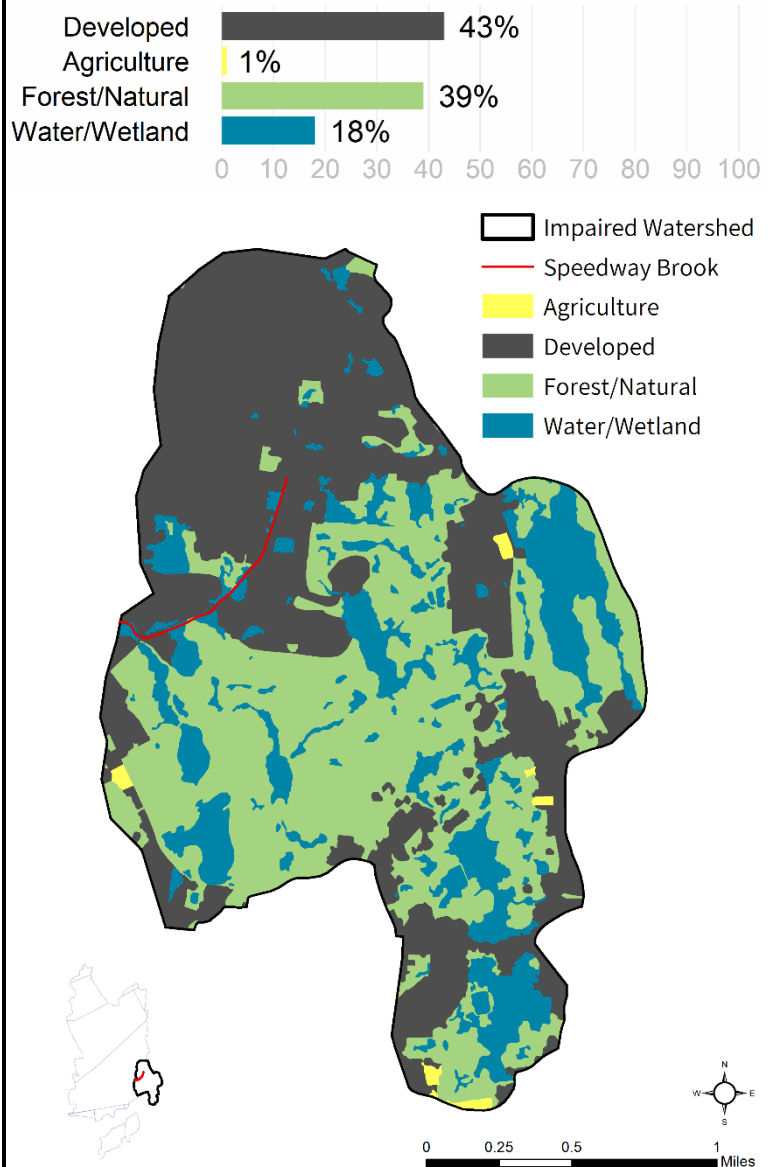 Developed 43%
Agriculture 1%
Forest/Natural 39%
Water/Wetland 18%
0 10 20 30 40 50 60 70 80 90 100
Impaired Watershed
Speedway Brook
Agriculture
Developed
Forest/Natural
Water/Wetland
N
W E
S
0 0.25 0.5 1
Miles